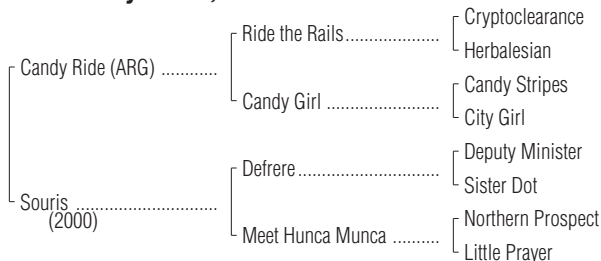 Cryptoclearance
Ride the Rails
Herbalesian
Candy Ride (ARG)
Candy Stripes
Candy Girl
City Girl
Deputy Minister
Defrere
Sister Dot
Souris
(2000)
Northern Prospect
Meet Hunca Munca
Little Prayer